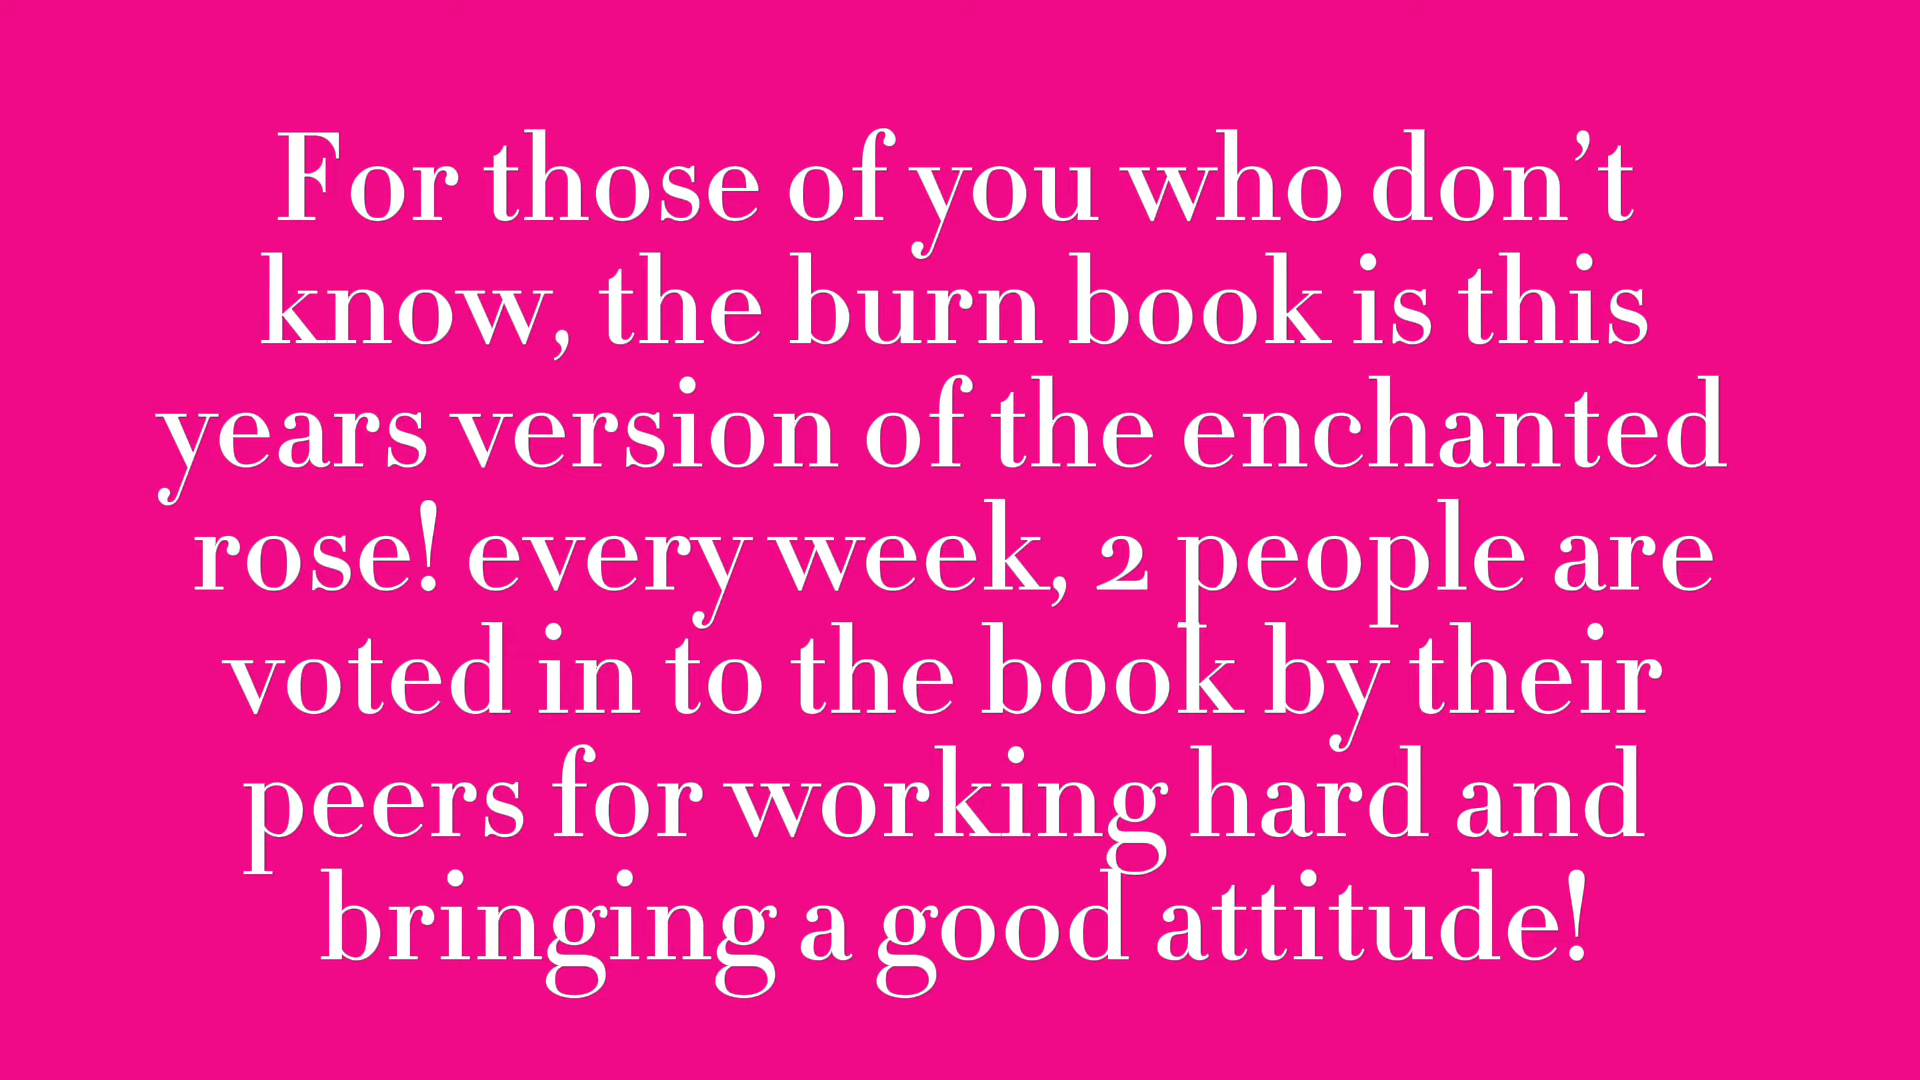 For those of you who don’t
know, the burn book is this
years version of the enchanted
rose! every week, 2 people are
voted in to the book by their
peers for working hard and
bringing a good attitude!